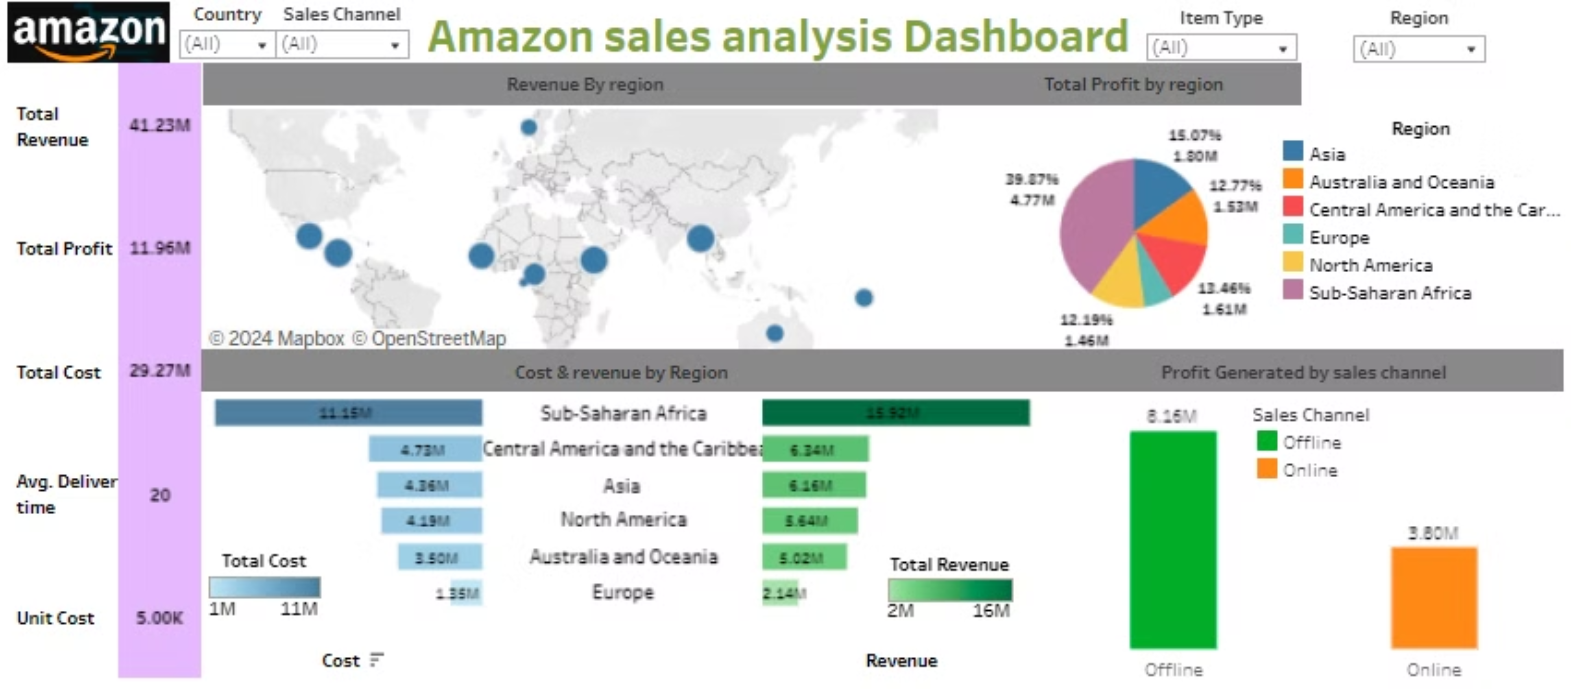 amazon
Country
(All)
Sales Channel
(All)
Amazon sales analysis Dashboard
Item Type
(All)
Region
(All)
Total
Revenue
41.23M
Total Profit
11.96M
Total Cost
29.27M
Avg. Deliver
time
20
Unit Cost
5.00K
Revenue By region
© 2024 Mapbox © OpenStreetMap
Total Profit by region
15.07%
1.80M
12.77%
1.53M
13.46%
1.61M
12.19%
1.46M
39.87%
4.77M
Region
Asia
Australia and Oceania
Central America and the Car...
Europe
North America
Sub-Saharan Africa
Cost & revenue by Region
11.15M Sub-Saharan Africa 15.92M
4.73M Central America and the Caribbea 6.34M
4.36M Asia 6.16M
4.19M North America 5.64M
3.50M Australia and Oceania 5.02M
1.35M Europe 2.14M
Total Cost
1M 11M
Total Revenue
2M 16M
Cost
Revenue
Profit Generated by sales channel
8.16M
3.80M
Sales Channel
Offline
Online
Offline
Online